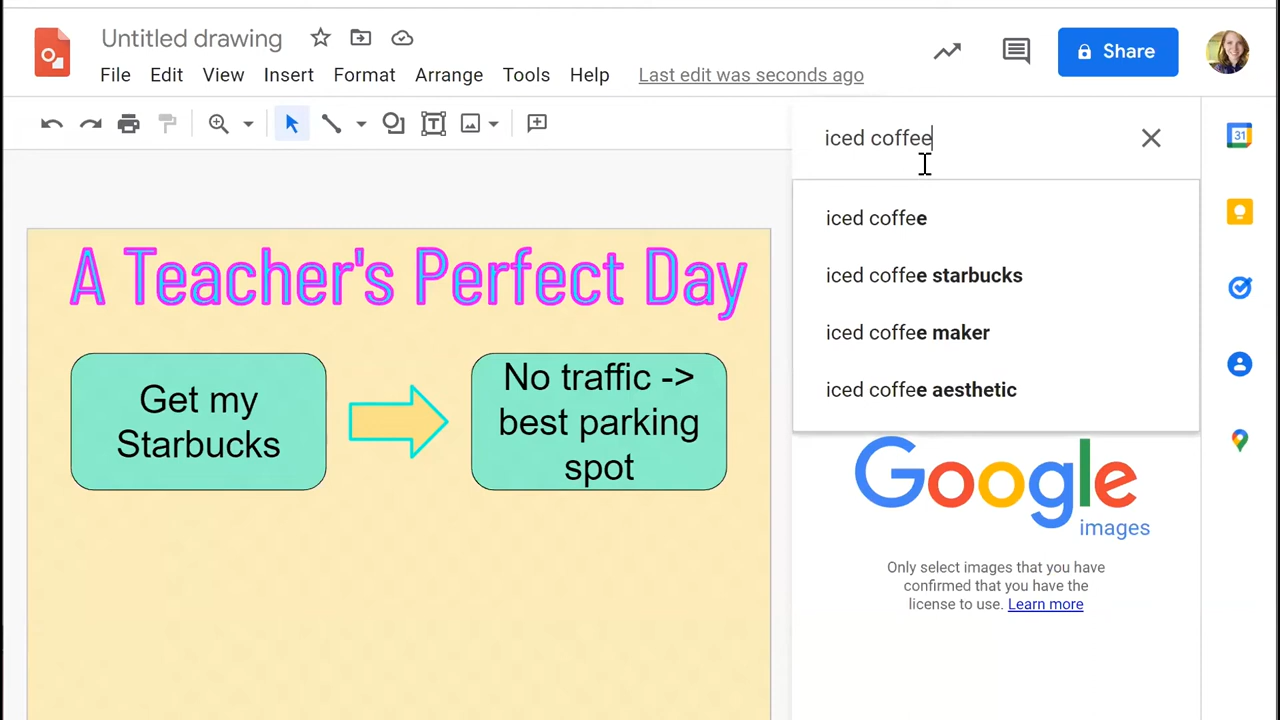 Untitled drawing
File Edit View Insert Format Arrange Tools Help Last edit was seconds ago
Share
iced coffee
31
iced coffee
iced coffee starbucks
iced coffee maker
iced coffee aesthetic
A Teacher's Perfect Day
Get my
Starbucks
No traffic ->
best parking
spot
Google
images
Only select images that you have
confirmed that you have the
license to use. Learn more